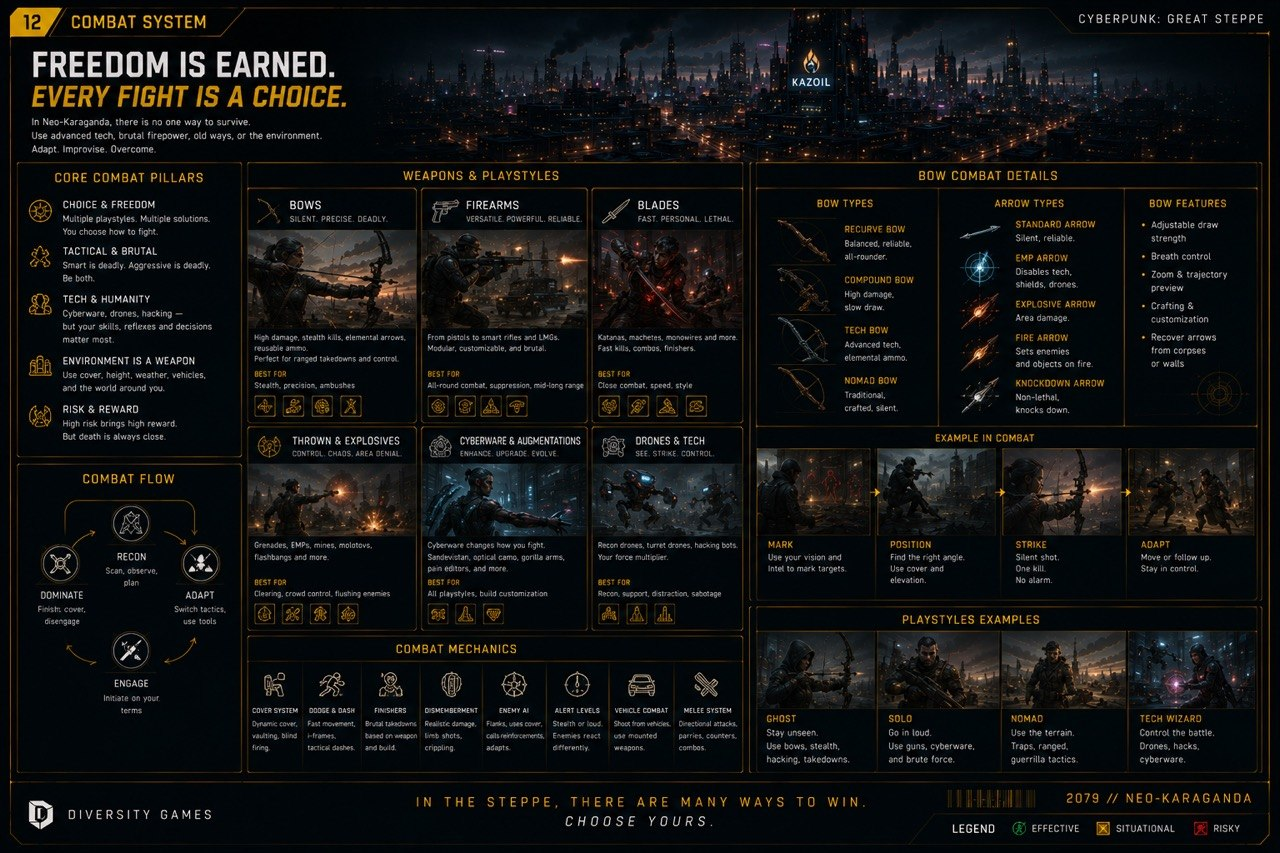 12
COMBAT SYSTEM
CYBERPUNK: GREAT STEPPE
FREEDOM IS EARNED.
EVERY FIGHT IS A CHOICE.
In Neo-Karaganda, there is no one way to survive.
Use advanced tech, brutal firepower, old ways, or the environment.
Adapt. Improvise. Overcome.
KAZOIL
CORE COMBAT PILLARS
CHOICE & FREEDOM
Multiple playstyles. Multiple solutions.
You choose how to fight.
TACTICAL & BRUTAL
Smart is deadly. Aggressive is deadly.
Be both.
TECH & HUMANITY
Cyberware, drones, hacking —
but your skills, reflexes and decisions
matter most.
ENVIRONMENT IS A WEAPON
Use cover, height, weather, vehicles,
and the world around you.
RISK & REWARD
High risk brings high reward.
But death is always close.
COMBAT FLOW
RECON
Scan, observe,
plan
DOMINATE
Finish: cover,
disengage
ADAPT
Switch tactics,
use tools
ENGAGE
Initiate on your
terms
WEAPONS & PLAYSTYLES
BOWS
SILENT. PRECISE. DEADLY.
High damage, stealth kills, elemental arrows,
reusable ammo.
Perfect for ranged takedowns and control.
BEST FOR
Stealth, precision, ambushes
FIREARMS
VERSATILE. POWERFUL. RELIABLE.
From pistols to smart rifles and LMGs.
Modular, customizable, and brutal.
BEST FOR
All-round combat, suppression, mid-long range
BLADES
FAST. PERSONAL. LETHAL.
Katanas, machetes, monowires and more.
Fast kills, combos, finishers.
BEST FOR
Close combat, speed, style
THROWN & EXPLOSIVES
CONTROL. CHAOS. AREA DENIAL.
Grenades, EMPs, mines, molotovs,
flashbangs and more.
BEST FOR
Clearing, crowd control, flushing enemies
CYBERWARE & AUGMENTATIONS
ENHANCE. UPGRADE. EVOLVE.
Cyberware changes how you fight.
Sandevistan, optical camo, gorilla arms,
pain editors, and more.
BEST FOR
All playstyles, build customization
DRONES & TECH
SEE. STRIKE. CONTROL.
Recon drones, turret drones, hacking bots.
Your force multiplier.
BEST FOR
Recon, support, distraction, sabotage
COMBAT MECHANICS
COVER SYSTEM
Dynamic cover,
vaulting, blind
firing.
DODGE & DASH
Fast movement,
i-frames,
tactical dashes.
FINISHERS
Brutal takedowns
based on weapon
and build.
DISMEMBERMENT
Realistic damage,
limb shots,
crippling.
ENEMY AI
Flanks, uses cover,
calls reinforcements,
adapts.
ALERT LEVELS
Stealth or loud.
Enemies react
differently.
VEHICLE COMBAT
Shoot from vehicles,
use mounted
weapons.
MELEE SYSTEM
Directional attacks,
parries, counters,
combos.
BOW COMBAT DETAILS
BOW TYPES
RECURVE BOW
Balanced, reliable,
all-rounder.
COMPOUND BOW
High damage,
slow draw.
TECH BOW
Advanced tech,
elemental ammo.
NOMAD BOW
Traditional,
crafted, silent.
ARROW TYPES
STANDARD ARROW
Silent, reliable.
EMP ARROW
Disables tech,
shields, drones.
EXPLOSIVE ARROW
Area damage.
FIRE ARROW
Sets enemies
and objects on fire.
KNOCKDOWN ARROW
Non-lethal,
knocks down.
BOW FEATURES
• Adjustable draw
strength
• Breath control
• Zoom & trajectory
preview
• Crafting &
customization
• Recover arrows
from corpses
or walls
EXAMPLE IN COMBAT
MARK
Use your vision and
Intel to mark targets.
POSITION
Find the right angle.
Use cover and
elevation.
STRIKE
Silent shot.
One kill.
No alarm.
ADAPT
Move or follow up.
Stay in control.
PLAYSTYLES EXAMPLES
GHOST
Stay unseen.
Use bows, stealth,
hacking, takedowns.
SOLO
Go in loud.
Use guns, cyberware,
and brute force.
NOMAD
Use the terrain.
Traps, ranged,
guerrilla tactics.
TECH WIZARD
Control the battle.
Drones, hacks,
cyberware.
DIVERSITY GAMES
IN THE STEPPE, THERE ARE MANY WAYS TO WIN.
CHOOSE YOURS.
2079 // NEO-KARAGANDA
LEGEND
EFFECTIVE
SITUATIONAL
RISKY